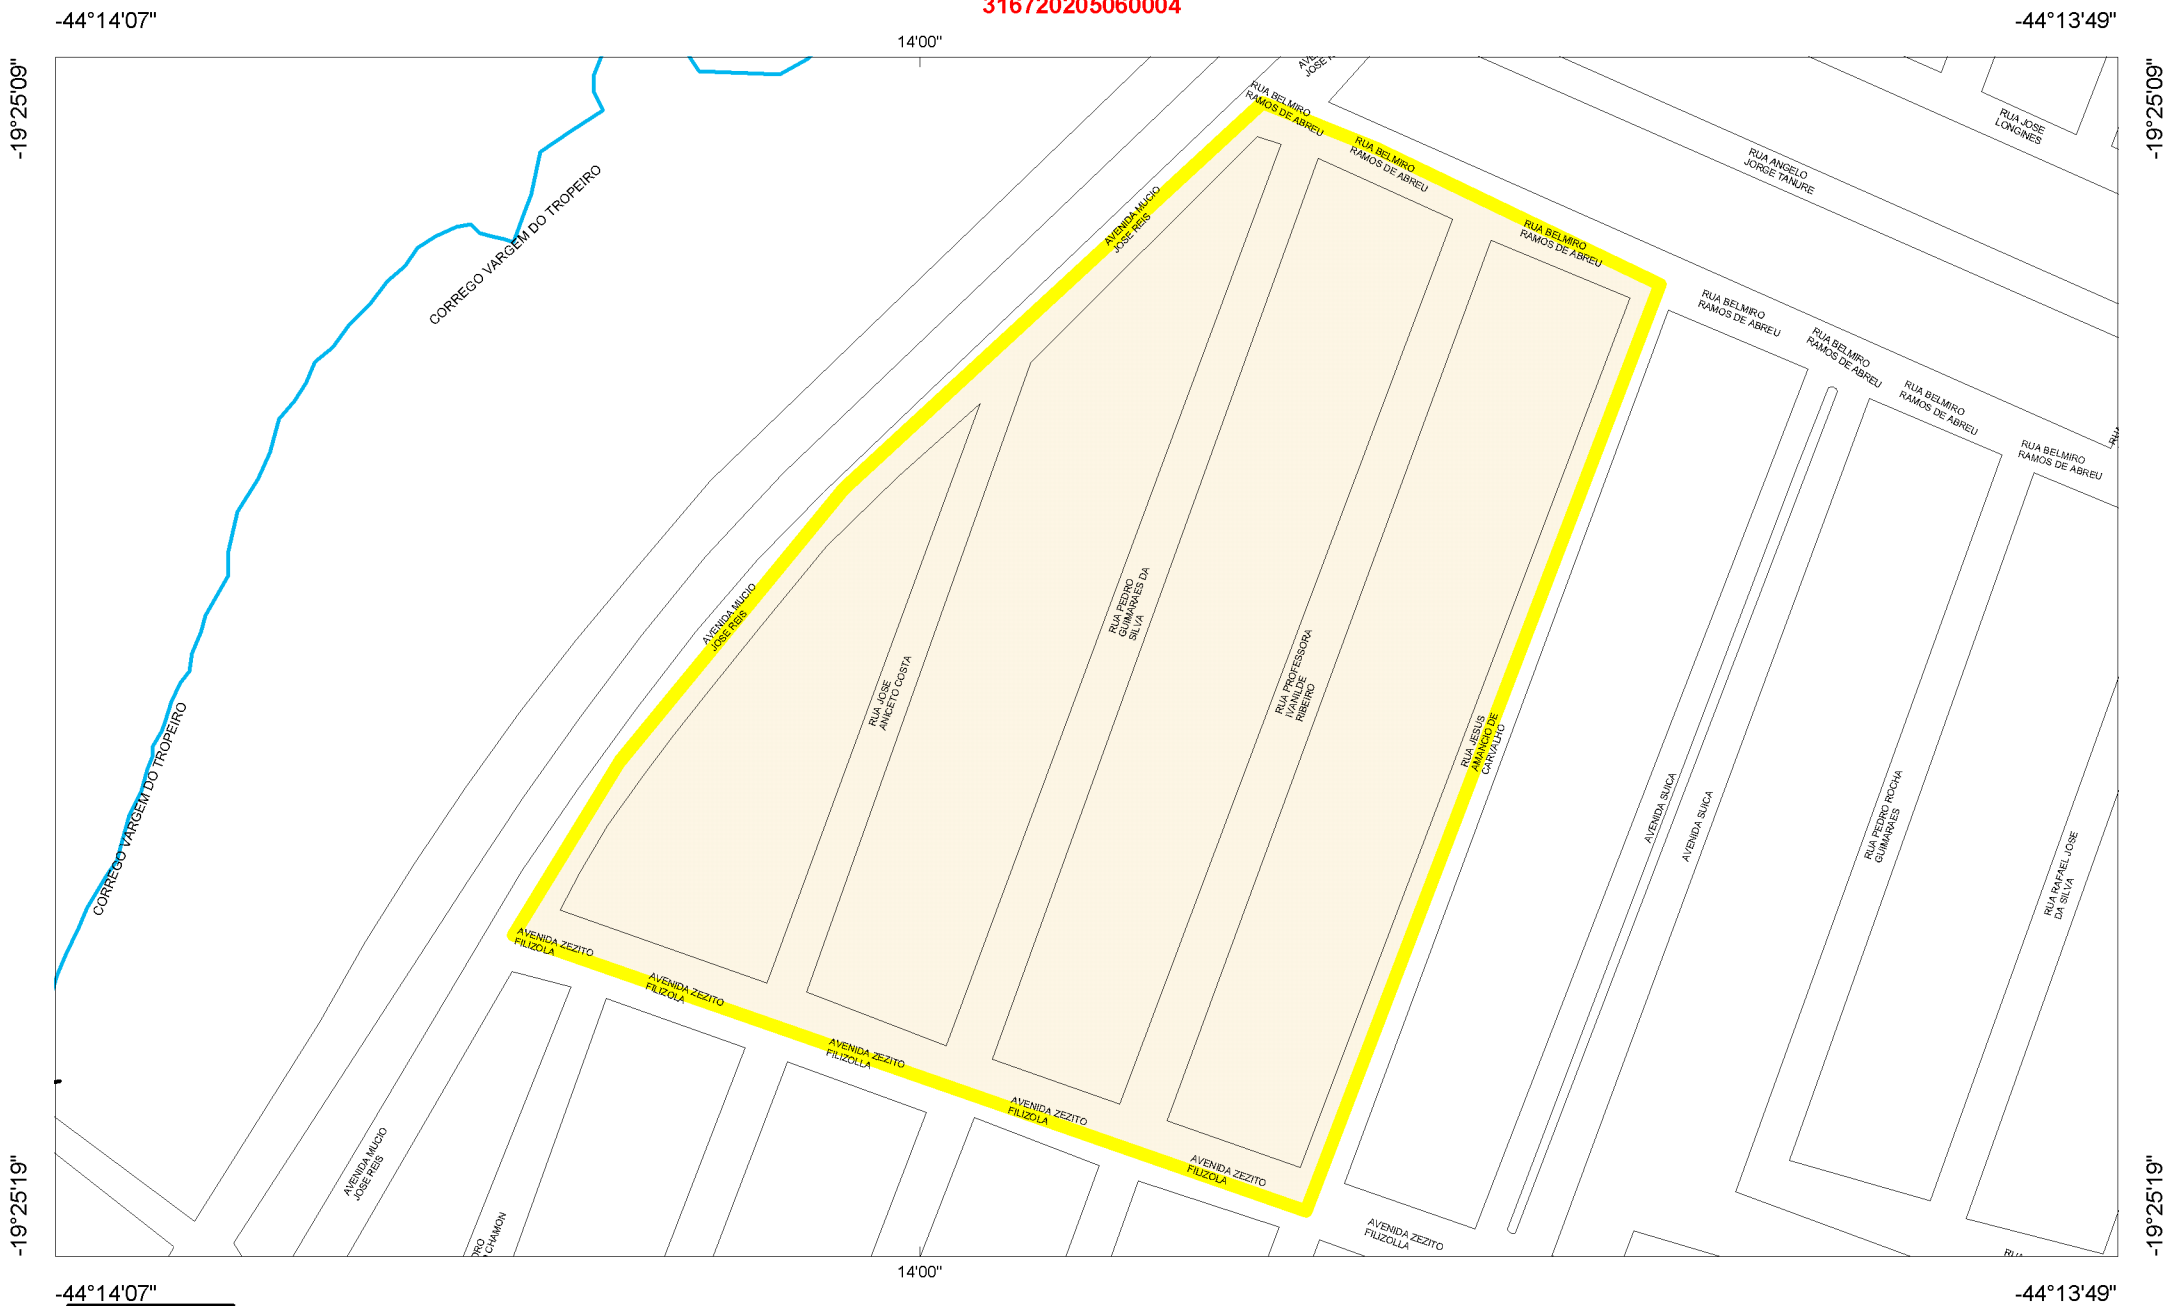 316720205060004
-44°14'07"
-44°13'49"
14'00"
-19°25'09"
-19°25'09"
JOSE
RUA BELMIRO
RAMOS DE ABREU
RUA BELMIRO
RAMOS DE ABREU
RUA JOSE
LONGINES
RUA ANGELO
JORGE TANURE
CORREGO VARGEM DO TROPEIRO
AVENIDA MUCIO
JOSE REIS
RUA BELMIRO
RAMOS DE ABREU
RUA BELMIRO
RAMOS DE ABREU
RUA BELMIRO
RAMOS DE ABREU
RUA BELMIRO
RAMOS DE ABREU
RUA BELMIRO
RAMOS DE ABREU
AVENIDA MUCIO
JOSE REIS
RUA PEDRO
GUIMARAES DA
SILVA
RUA JOSE
ANICETO COSTA
RUA PROFESSORA
IVANILDE
RIBEIRO
RUA JESUS
AMANCIO DE
CARVALHO
CORREGO VARGEM DO TROPEIRO
AVENIDA SUICA
AVENIDA SUICA
RUA PEDRO ROCHA
GUIMARAES
RUA RAFAEL JOSE
DA SILVA
AVENIDA ZEZITO
FILIZOLA
AVENIDA ZEZITO
FILIZOLA
AVENIDA ZEZITO
FILIZOLLA
AVENIDA ZEZITO
FILIZOLA
AVENIDA ZEZITO
FILIZOLA
AVENIDA MUCIO
JOSE REIS
CHAMON
AVENIDA ZEZITO
FILIZOLLA
-19°25'19"
-19°25'19"
14'00"
-44°14'07"
-44°13'49"